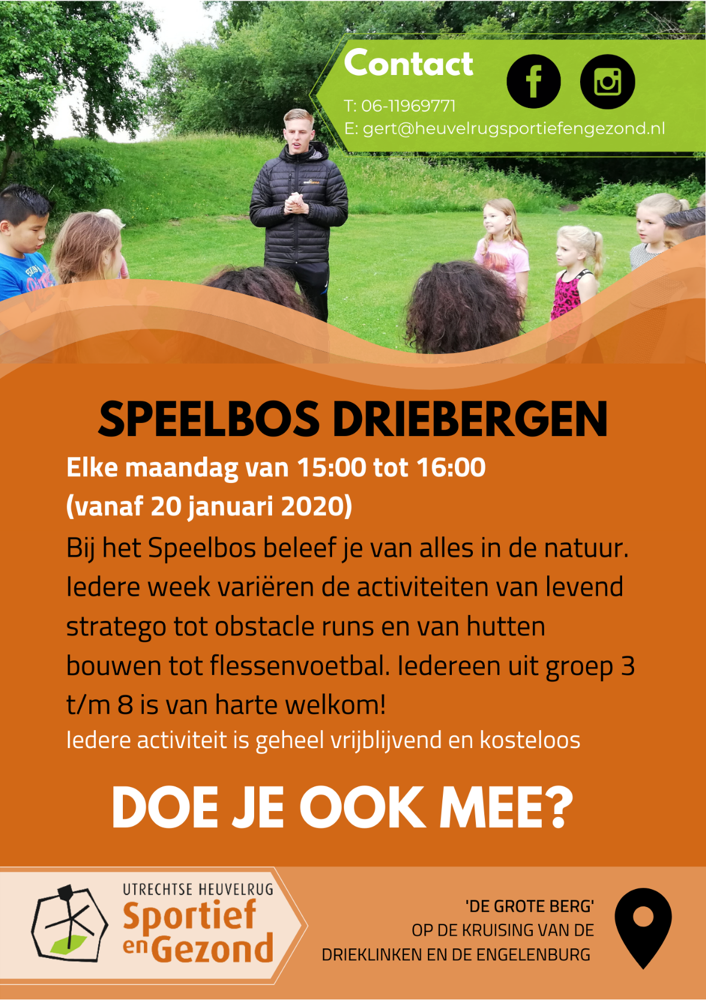 Contact
T: 06-11969771
E: gert@heuvelrugsportiefengezond.nl
SPEELBOS DRIEBERGEN
Elke maandag van 15:00 tot 16:00
(vanaf 20 januari 2020)
Bij het Speelbos beleef je van alles in de natuur.
Iedere week variëren de activiteiten van levend
stratego tot obstacle runs en van hutten
bouwen tot flessenvoetbal. Iedereen uit groep 3
t/m 8 is van harte welkom!
Iedere activiteit is geheel vrijblijvend en kosteloos
DOE JE OOK MEE?
UTRECHTSE HEUVELRUG
Sportief
en Gezond
'DE GROTE BERG'
OP DE KRUISING VAN DE
DRIEKLINKEN EN DE ENGELENBURG